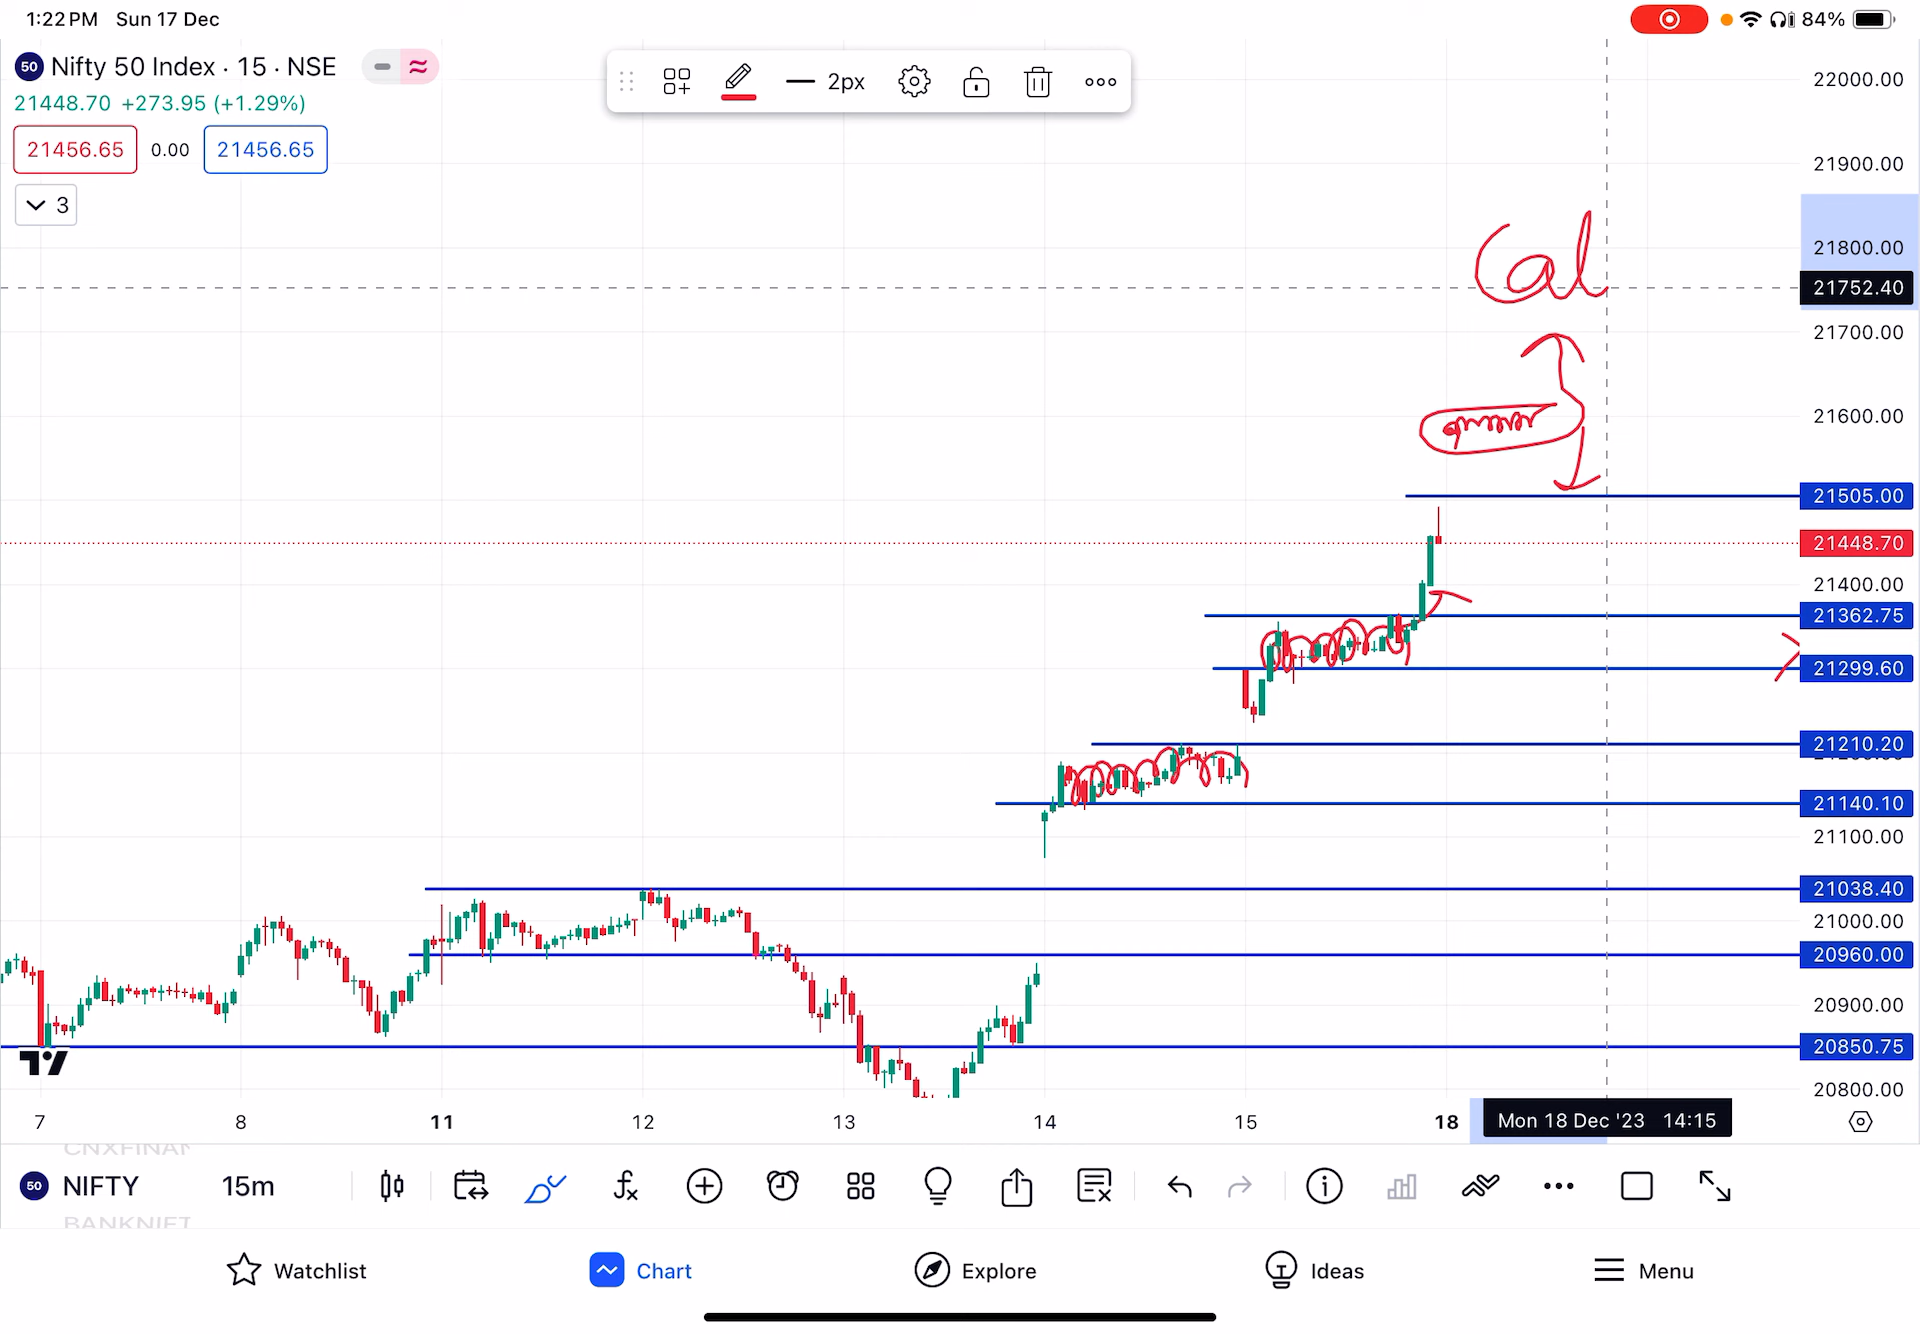 1:22 PM Sun 17 Dec
84%
50 Nifty 50 Index · 15 · NSE
2px
21448.70 +273.95 (+1.29%)
21456.65 0.00 21456.65
3
22000.00
21900.00
21800.00
21752.40
21700.00
21600.00
21505.00
21448.70
21400.00
21362.75
21299.60
21210.20
21140.10
21100.00
21038.40
21000.00
20960.00
20900.00
20850.75
20800.00
Cal
7 8 11 12 13 14 15 18 Mon 18 Dec '23 14:15
CNXFINAN
50 NIFTY 15m
BANKNIFT
Watchlist Chart Explore Ideas Menu